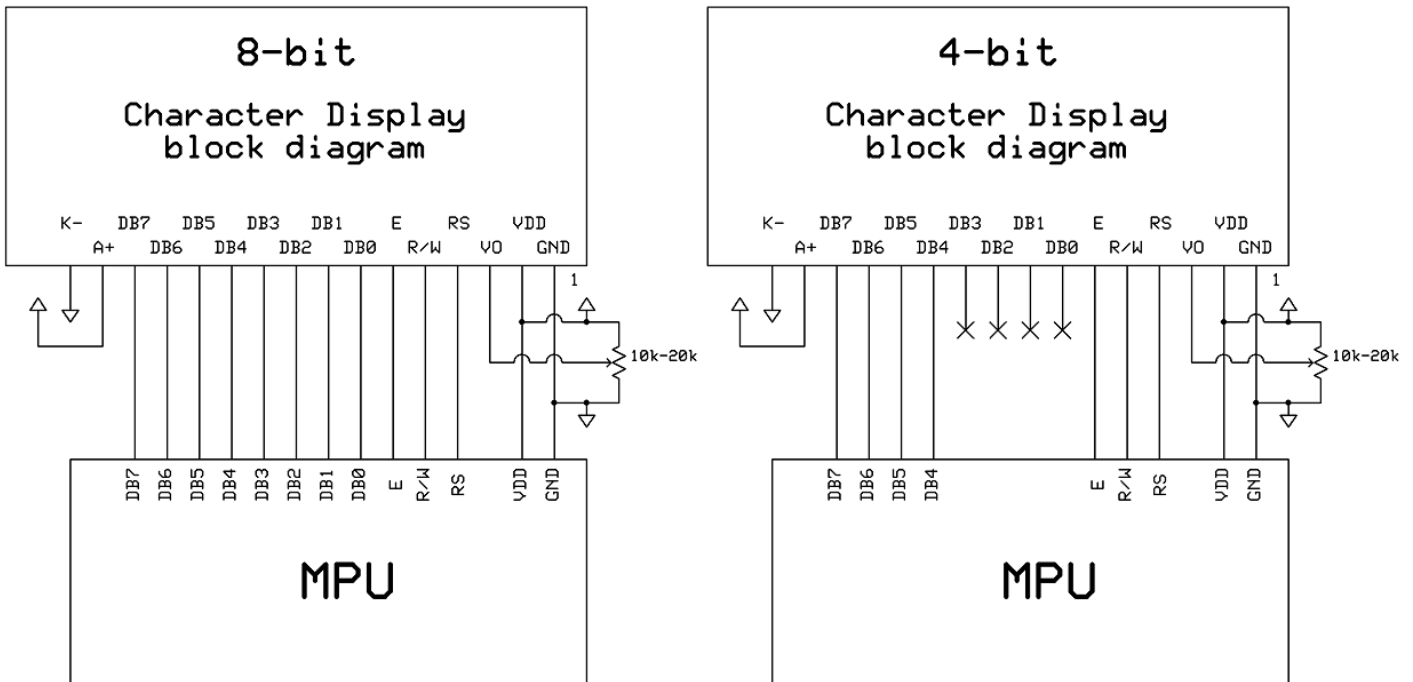 8-bit
Character Display
block diagram
K- DB7 DB5 DB3 DB1 E RS VDD
A+ DB6 DB4 DB2 DB0 R/W VO GND
1
10k-20k
DB7 DB6 DB5 DB4 DB3 DB2 DB1 DB0 E R/W RS VDD GND
MPU
4-bit
Character Display
block diagram
K- DB7 DB5 DB3 DB1 E RS VDD
A+ DB6 DB4 DB2 DB0 R/W VO GND
1
10k-20k
DB7 DB6 DB5 DB4 E R/W RS VDD GND
MPU